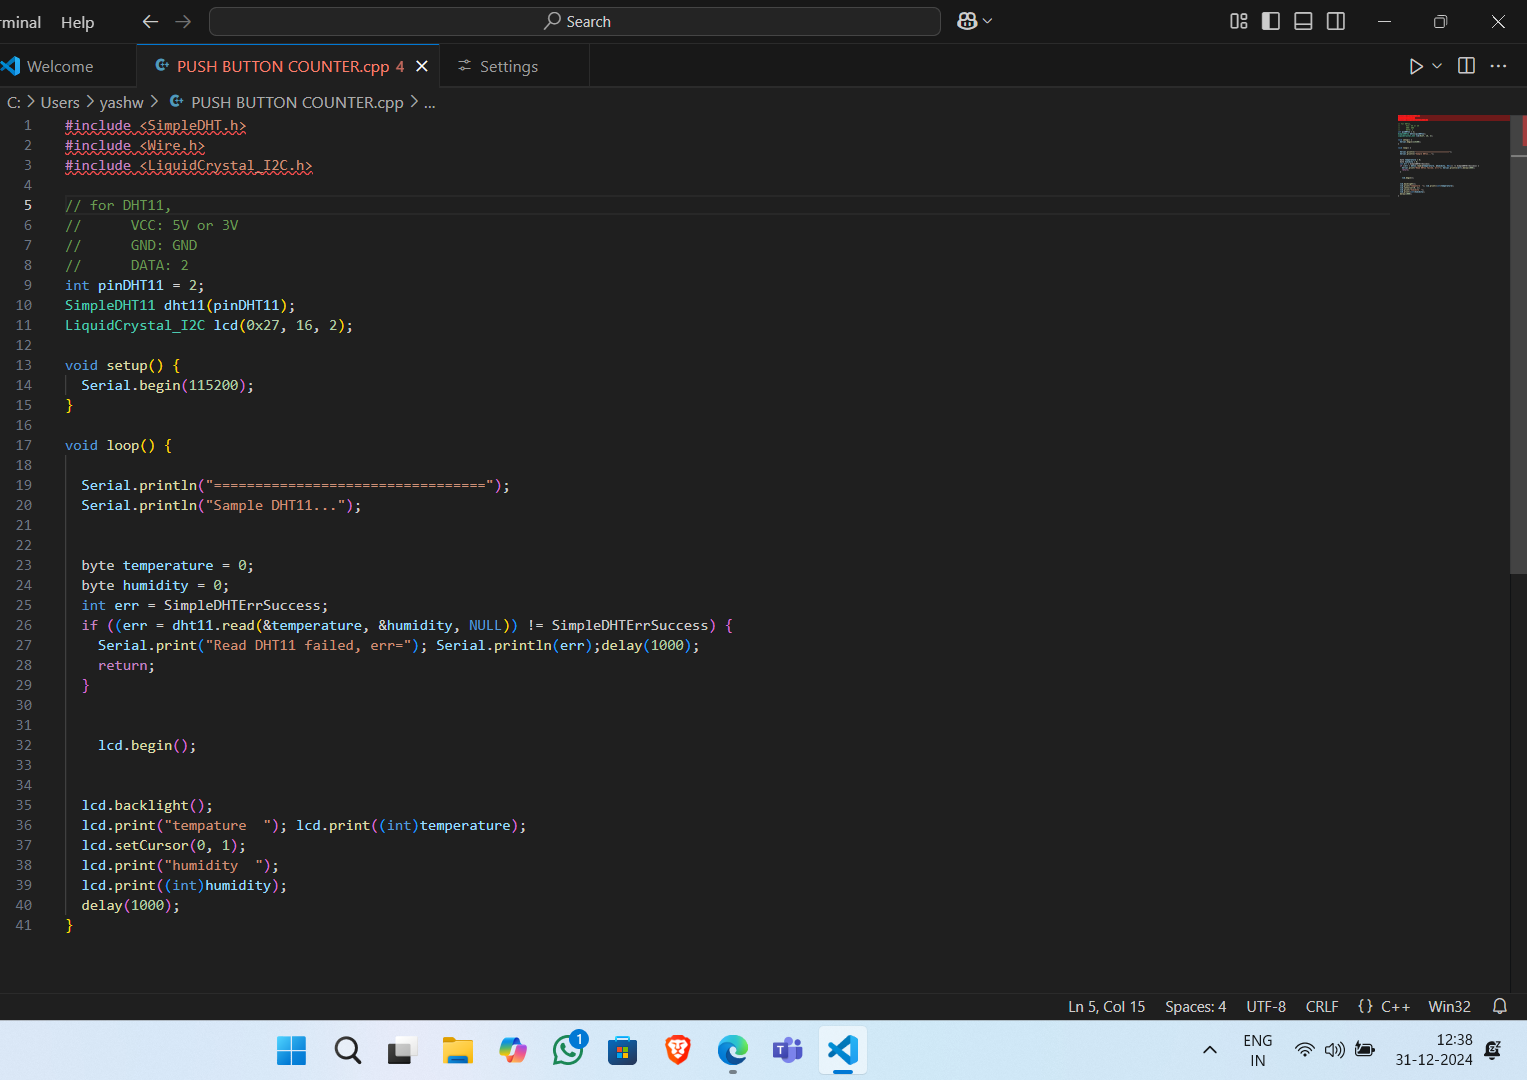 rminal Help Search
Welcome PUSH BUTTON COUNTER.cpp 4 Settings
C: > Users > yashw > PUSH BUTTON COUNTER.cpp > ...
1 #include <SimpleDHT.h>
2 #include <Wire.h>
3 #include <LiquidCrystal_I2C.h>
4
5 // for DHT11,
6 //      VCC: 5V or 3V
7 //      GND: GND
8 //      DATA: 2
9 int pinDHT11 = 2;
10 SimpleDHT11 dht11(pinDHT11);
11 LiquidCrystal_I2C lcd(0x27, 16, 2);
12
13 void setup() {
14   Serial.begin(115200);
15 }
16
17 void loop() {
18
19   Serial.println("=================================");
20   Serial.println("Sample DHT11...");
21
22
23   byte temperature = 0;
24   byte humidity = 0;
25   int err = SimpleDHTErrSuccess;
26   if ((err = dht11.read(&temperature, &humidity, NULL)) != SimpleDHTErrSuccess) {
27     Serial.print("Read DHT11 failed, err="); Serial.println(err);delay(1000);
28     return;
29   }
30
31
32     lcd.begin();
33
34
35   lcd.backlight();
36   lcd.print("tempature  "); lcd.print((int)temperature);
37   lcd.setCursor(0, 1);
38   lcd.print("humidity  ");
39   lcd.print((int)humidity);
40   delay(1000);
41 }
Ln 5, Col 15 Spaces: 4 UTF-8 CRLF {} C++ Win32
1
T
ENG
IN
12:38
31-12-2024